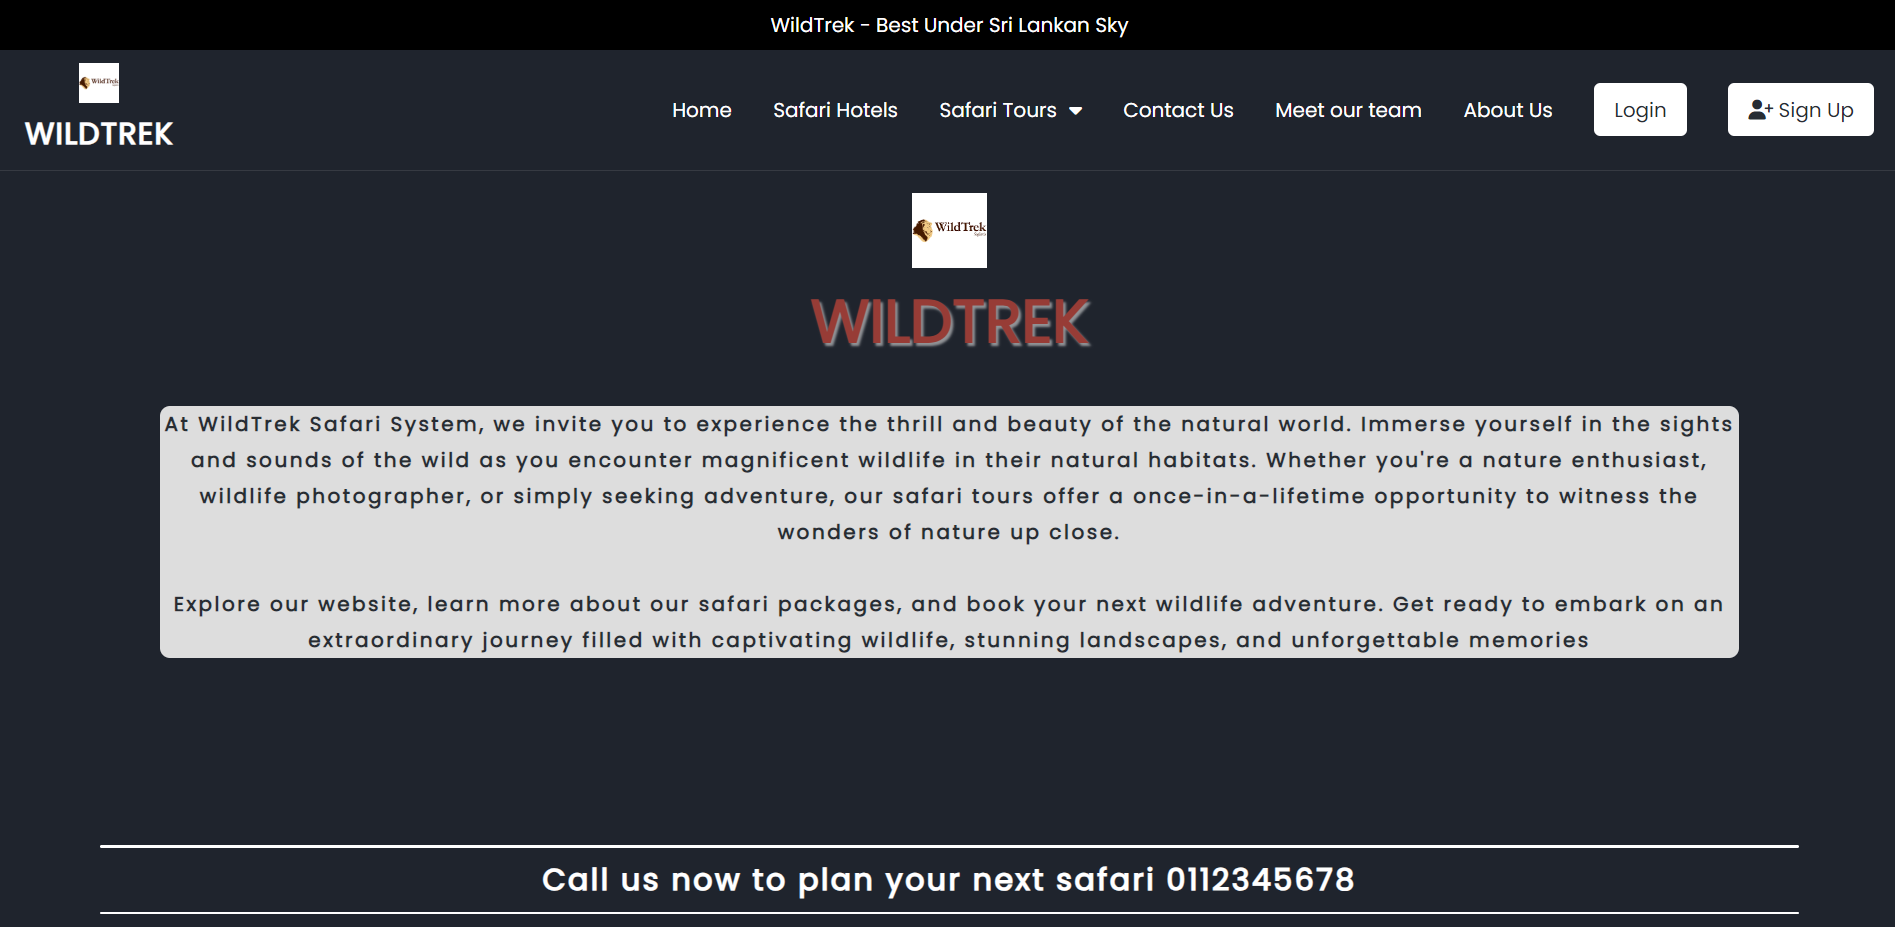 WildTrek - Best Under Sri Lankan Sky
WildTrek
WILDTREK
Home Safari Hotels Safari Tours Contact Us Meet our team About Us Login Sign Up
WildTrek
WILDTREK
At WildTrek Safari System, we invite you to experience the thrill and beauty of the natural world. Immerse yourself in the sights
and sounds of the wild as you encounter magnificent wildlife in their natural habitats. Whether you're a nature enthusiast,
wildlife photographer, or simply seeking adventure, our safari tours offer a once-in-a-lifetime opportunity to witness the
wonders of nature up close.
Explore our website, learn more about our safari packages, and book your next wildlife adventure. Get ready to embark on an
extraordinary journey filled with captivating wildlife, stunning landscapes, and unforgettable memories
Call us now to plan your next safari 0112345678